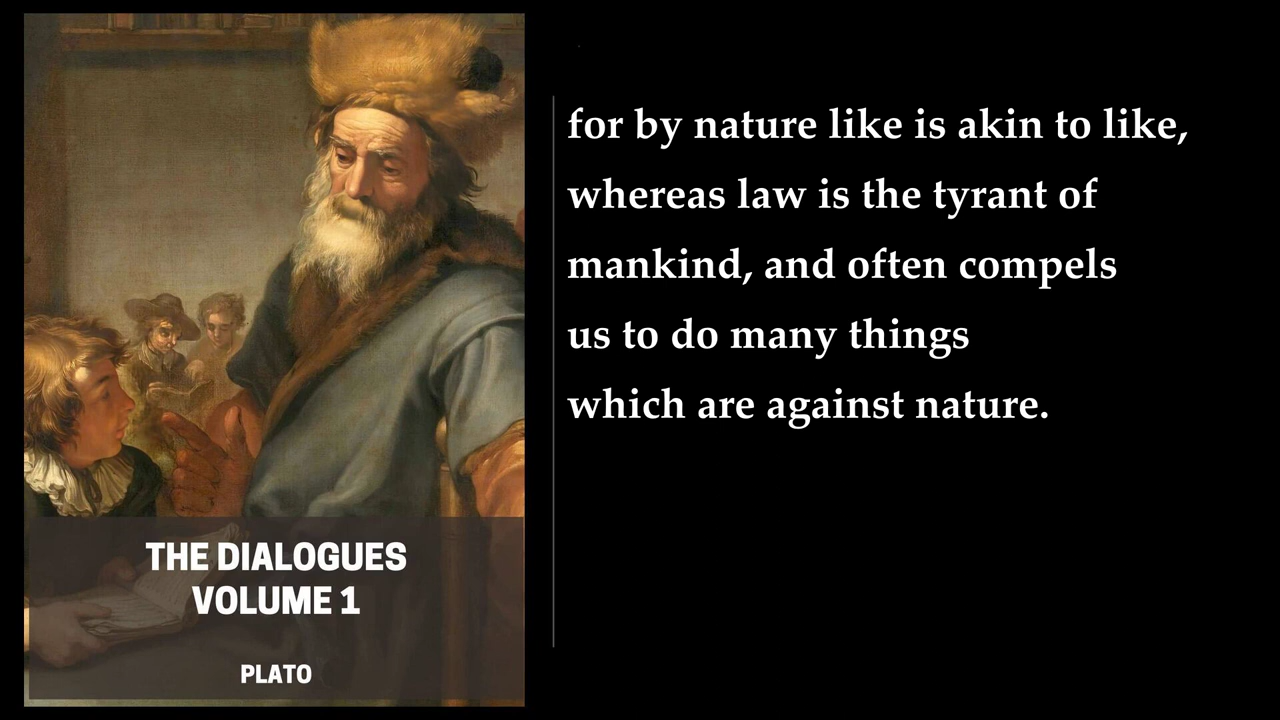 for by nature like is akin to like,
whereas law is the tyrant of
mankind, and often compels
us to do many things
which are against nature.
THE DIALOGUES
VOLUME 1
PLATO